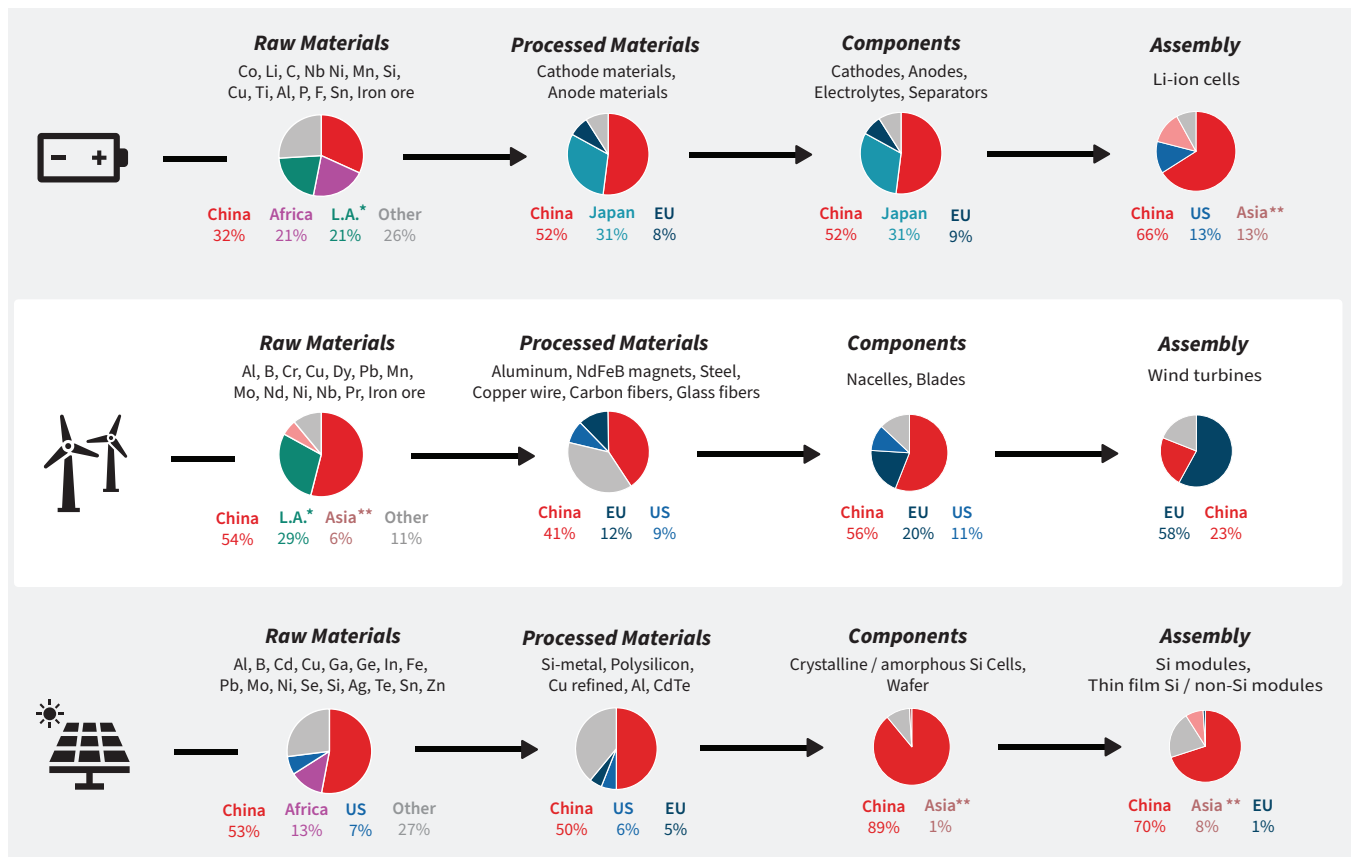 Raw Materials
Co, Li, C, Nb Ni, Mn, Si,
Cu, Ti, Al, P, F, Sn, Iron ore
China Africa L.A.* Other
32% 21% 21% 26%
Processed Materials
Cathode materials,
Anode materials
China Japan EU
52% 31% 8%
Components
Cathodes, Anodes,
Electrolytes, Separators
China Japan EU
52% 31% 9%
Assembly
Li-ion cells
China US Asia**
66% 13% 13%
Raw Materials
Al, B, Cr, Cu, Dy, Pb, Mn,
Mo, Nd, Ni, Nb, Pr, Iron ore
China L.A.* Asia** Other
54% 29% 6% 11%
Processed Materials
Aluminum, NdFeB magnets, Steel,
Copper wire, Carbon fibers, Glass fibers
China EU US
41% 12% 9%
Components
Nacelles, Blades
China EU US
56% 20% 11%
Assembly
Wind turbines
EU China
58% 23%
Raw Materials
Al, B, Cd, Cu, Ga, Ge, In, Fe,
Pb, Mo, Ni, Se, Si, Ag, Te, Sn, Zn
China Africa US Other
53% 13% 7% 27%
Processed Materials
Si-metal, Polysilicon,
Cu refined, Al, CdTe
China US EU
50% 6% 5%
Components
Crystalline / amorphous Si Cells,
Wafer
China Asia**
89% 1%
Assembly
Si modules,
Thin film Si / non-Si modules
China Asia ** EU
70% 8% 1%